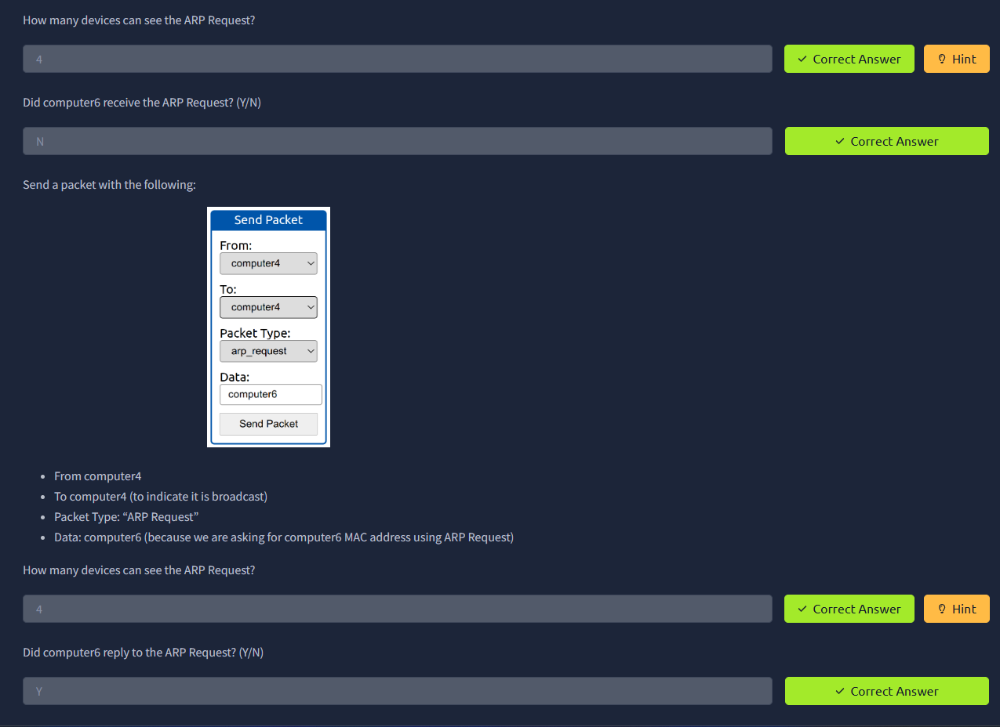 How many devices can see the ARP Request?
4
Correct Answer
Hint
Did computer6 receive the ARP Request? (Y/N)
N
Correct Answer
Send a packet with the following:
Send Packet
From:
computer4
To:
computer4
Packet Type:
arp_request
Data:
computer6
Send Packet
• From computer4
• To computer4 (to indicate it is broadcast)
• Packet Type: “ARP Request”
• Data: computer6 (because we are asking for computer6 MAC address using ARP Request)
How many devices can see the ARP Request?
4
Correct Answer
Hint
Did computer6 reply to the ARP Request? (Y/N)
Y
Correct Answer